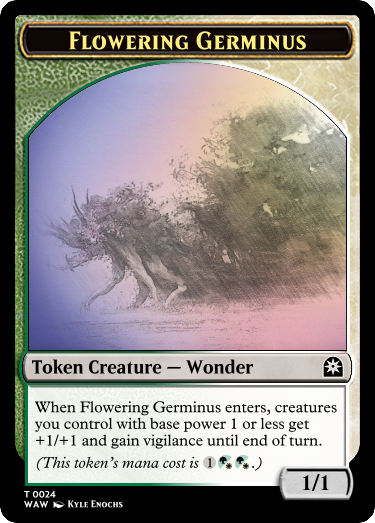 Flowering Germinus
Token Creature — Wonder
When Flowering Germinus enters, creatures
you control with base power 1 or less get
+1/+1 and gain vigilance until end of turn.
(This token's mana cost is 1.)
1/1
T 0024
WAW Kyle Enochs